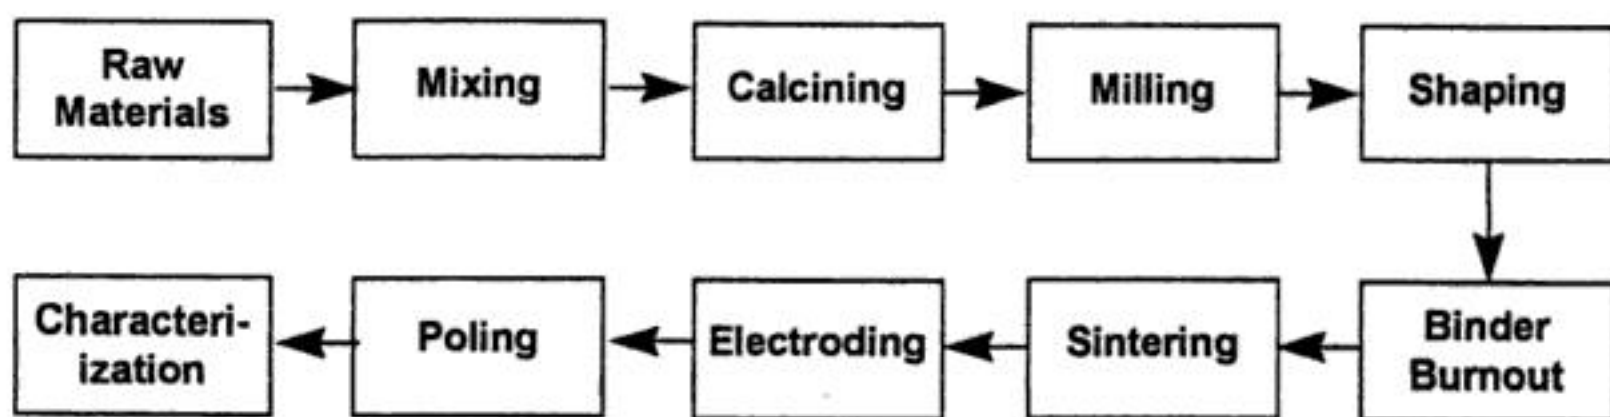 Raw
Materials
Mixing
Calcining
Milling
Shaping
Binder
Burnout
Sintering
Electroding
Poling
Characteri-
ization